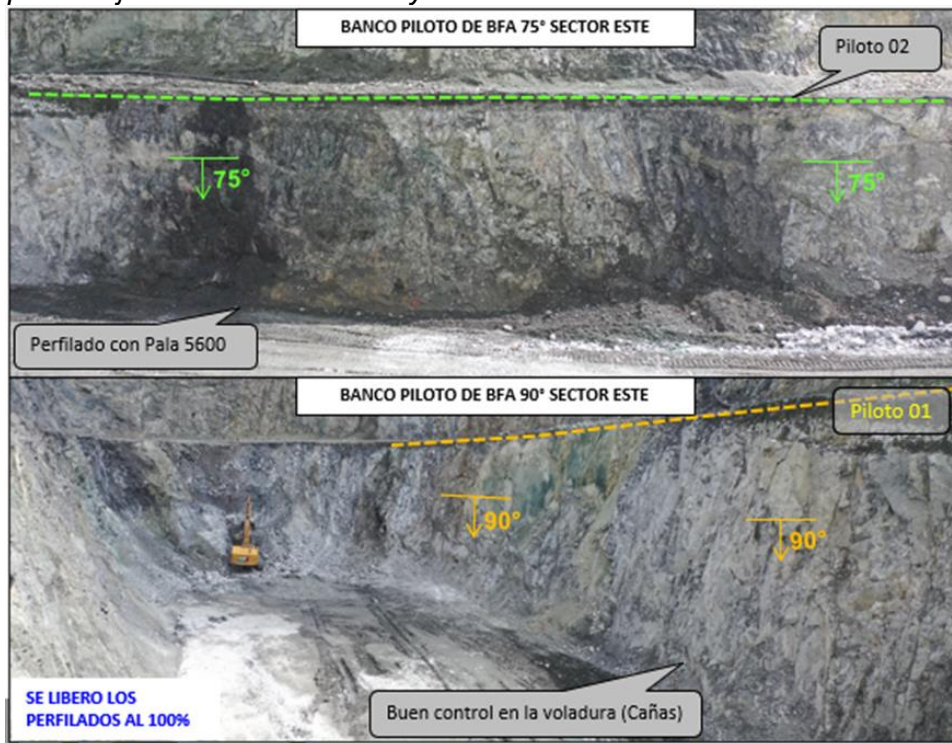 BANCO PILOTO DE BFA 75° SECTOR ESTE
Piloto 02
75°
75°
Perfilado con Pala 5600
BANCO PILOTO DE BFA 90° SECTOR ESTE
Piloto 01
90°
90°
SE LIBERO LOS
PERFILADOS AL 100%
Buen control en la voladura (Cañas)